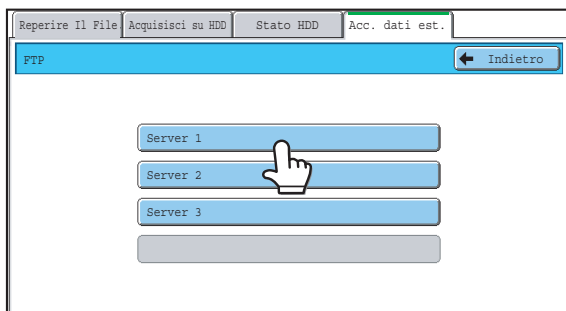 Reperire Il File Acquisisci su HDD Stato HDD Acc. dati est.
FTP Indietro
Server 1
Server 2
Server 3